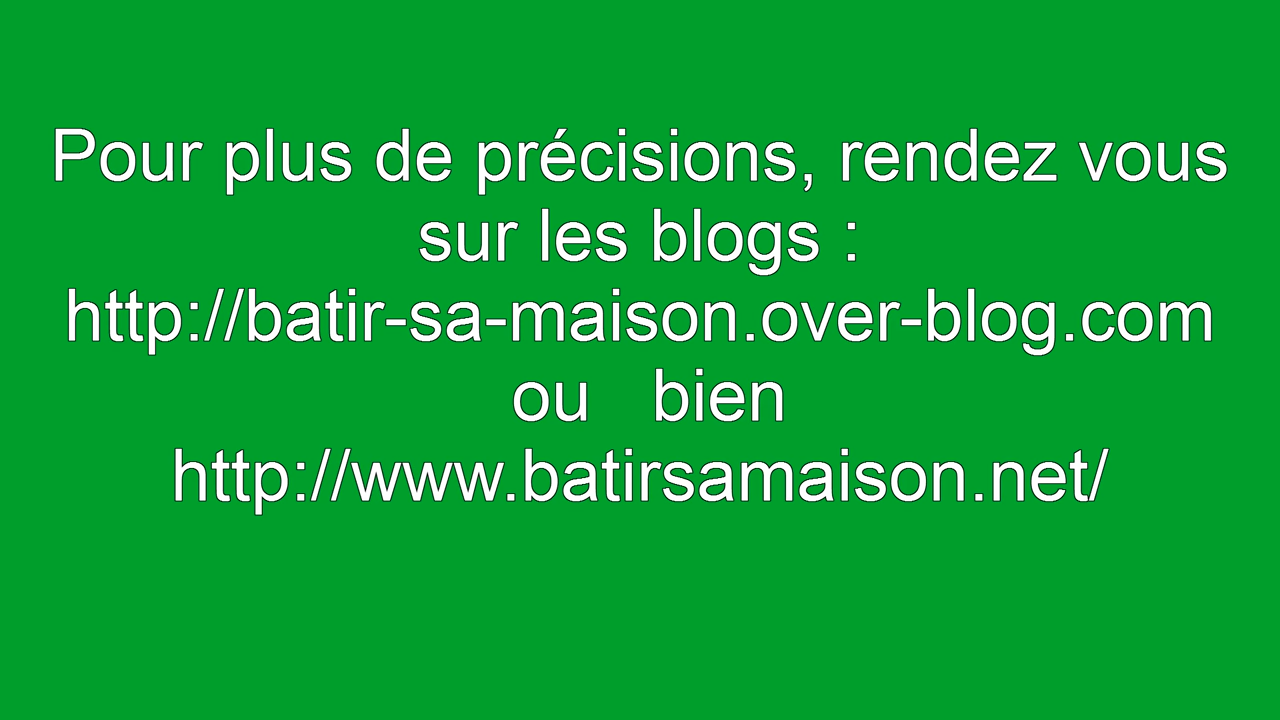 Pour plus de précisions, rendez vous
sur les blogs :
http://batir-sa-maison.over-blog.com
ou bien
http://www.batirsamaison.net/